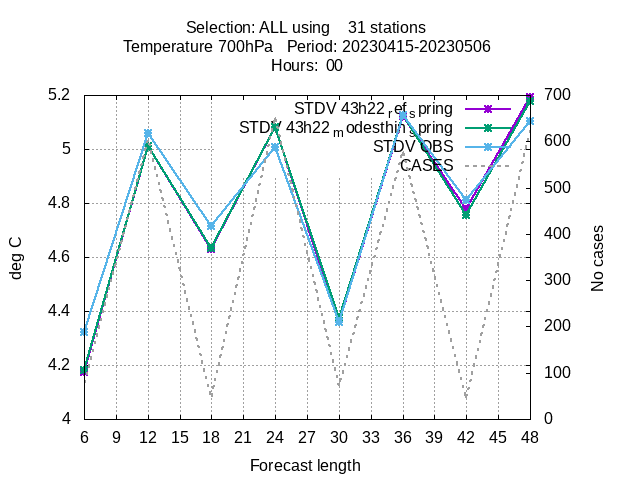 Selection: ALL using 31 stations
Temperature 700hPa Period: 20230415-20230506
Hours: 00
STDV 43h22_ref_spring
STDV 43h22_modesthin_spring
STDV OBS
CASES
5.2
5
4.8
4.6
4.4
4.2
4
deg C
700
600
500
400
300
200
100
0
No cases
6 9 12 15 18 21 24 27 30 33 36 39 42 45 48
Forecast length